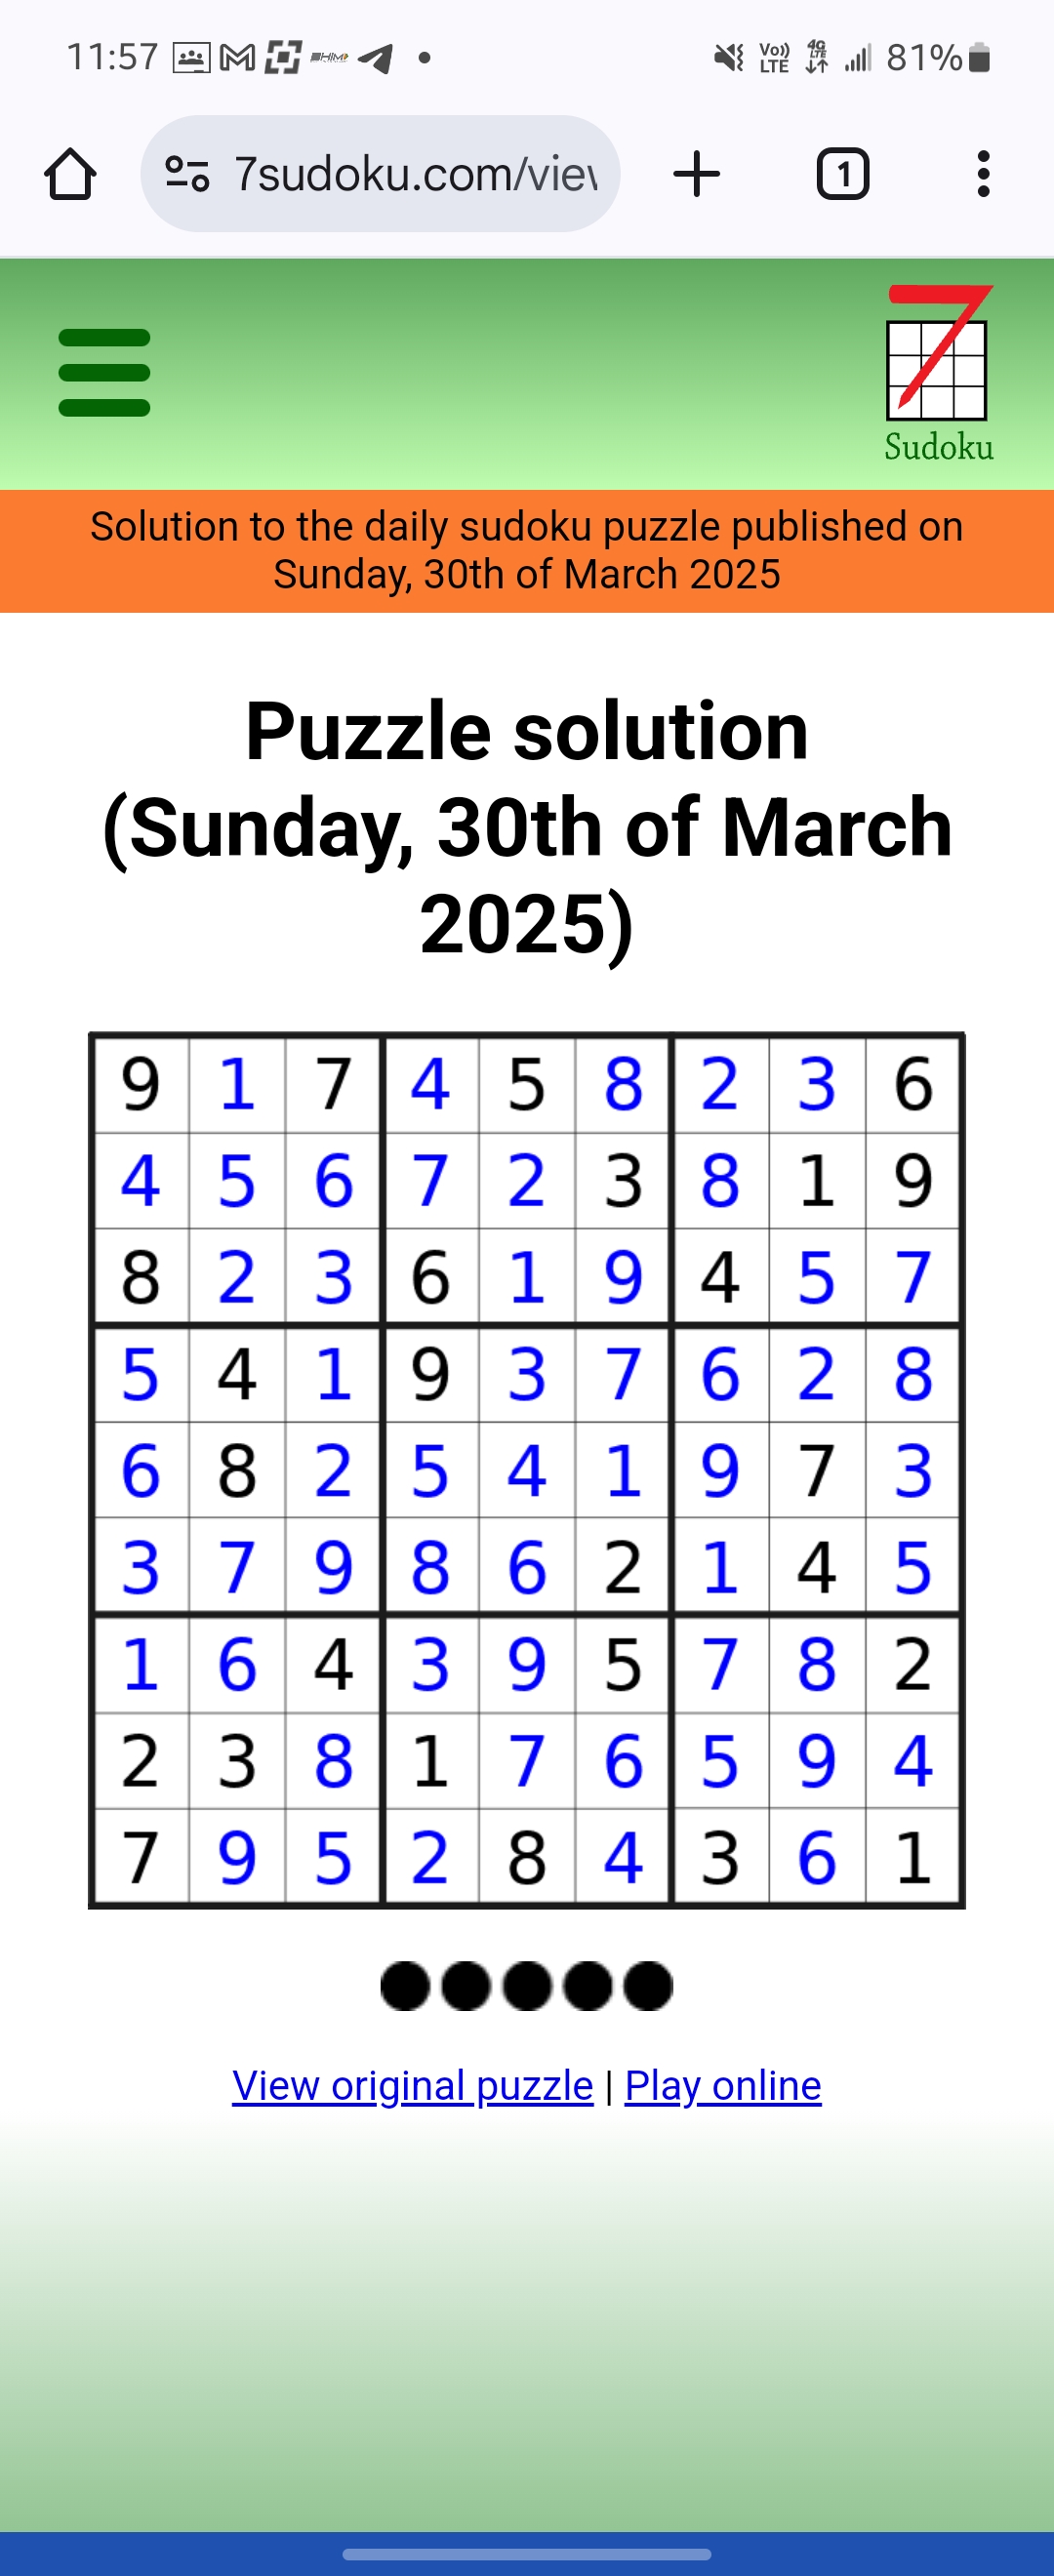 11:57
Vo)) LTE 4G LTE 81%
7sudoku.com/vie
1
7
Sudoku
Solution to the daily sudoku puzzle published on
Sunday, 30th of March 2025
Puzzle solution
(Sunday, 30th of March
2025)
9 1 7 4 5 8 2 3 6
4 5 6 7 2 3 8 1 9
8 2 3 6 1 9 4 5 7
5 4 1 9 3 7 6 2 8
6 8 2 5 4 1 9 7 3
3 7 9 8 6 2 1 4 5
1 6 4 3 9 5 7 8 2
2 3 8 1 7 6 5 9 4
7 9 5 2 8 4 3 6 1
View original puzzle | Play online